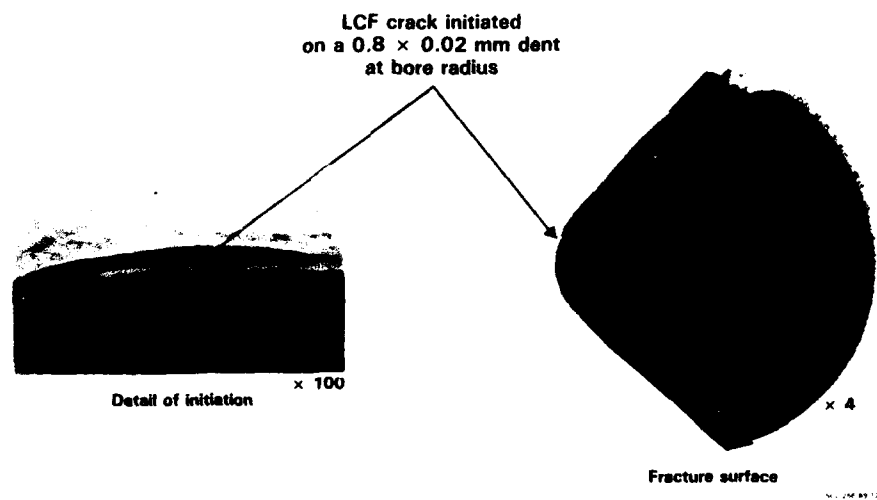 LCF crack initiated
on a 0.8 × 0.02 mm dent
at bore radius
× 100
Detail of initiation
× 4
Fracture surface